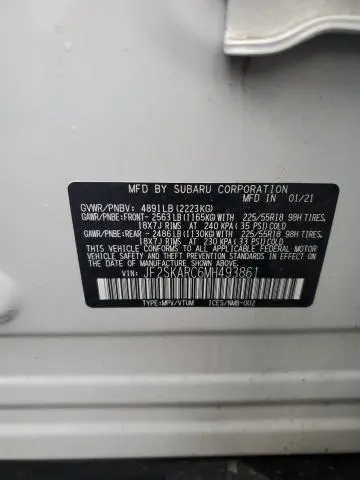 MFD BY SUBARU CORPORATION
GVWR/PNBV: 4891LB(2223KG) MFD IN 01/21
GAWR/PNBE:FRONT- 2563LB(1165KG)WITH 225/55R18 98H TIRES,
18X7J RIMS AT 240 KPA(35 PSI)COLD
GAWR/PNBE:REAR- 2486LB(1130KG)WITH 225/55R18 98H TIRES,
18X7J RIMS AT 230 KPA(33 PSI)COLD
THIS VEHICLE CONFORMS TO ALL APPLICABLE
FEDERAL MOTOR VEHICLE SAFETY, BUMPER,
AND THEFT PREVENTION STANDARDS IN EFFECT
ON THE DATE OF MANUFACTURE SHOWN ABOVE.
VIN: JF2SKARC6MH493861
TYPE:MPV/VTUM ICES/NMB-002